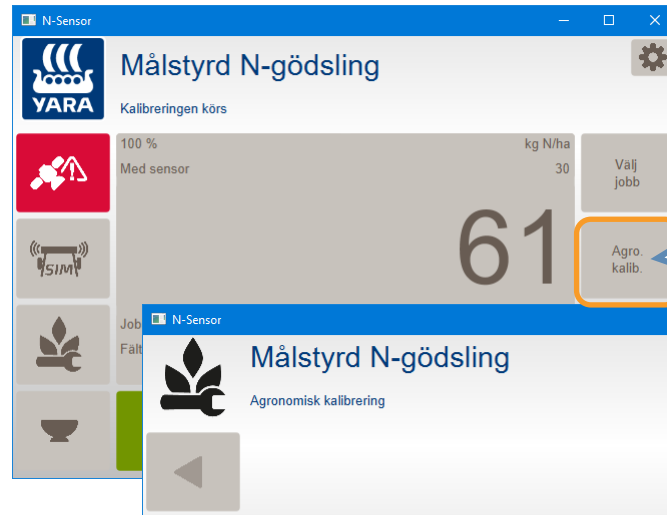 N-Sensor
YARA
Målstyrd N-gödsling
Kalibreringen körs
100 %
kg N/ha
Med sensor
30
Välj
jobb
61
SIM
Agro.
kalib.
Job
Fält
N-Sensor
Målstyrd N-gödsling
Agronomisk kalibrering